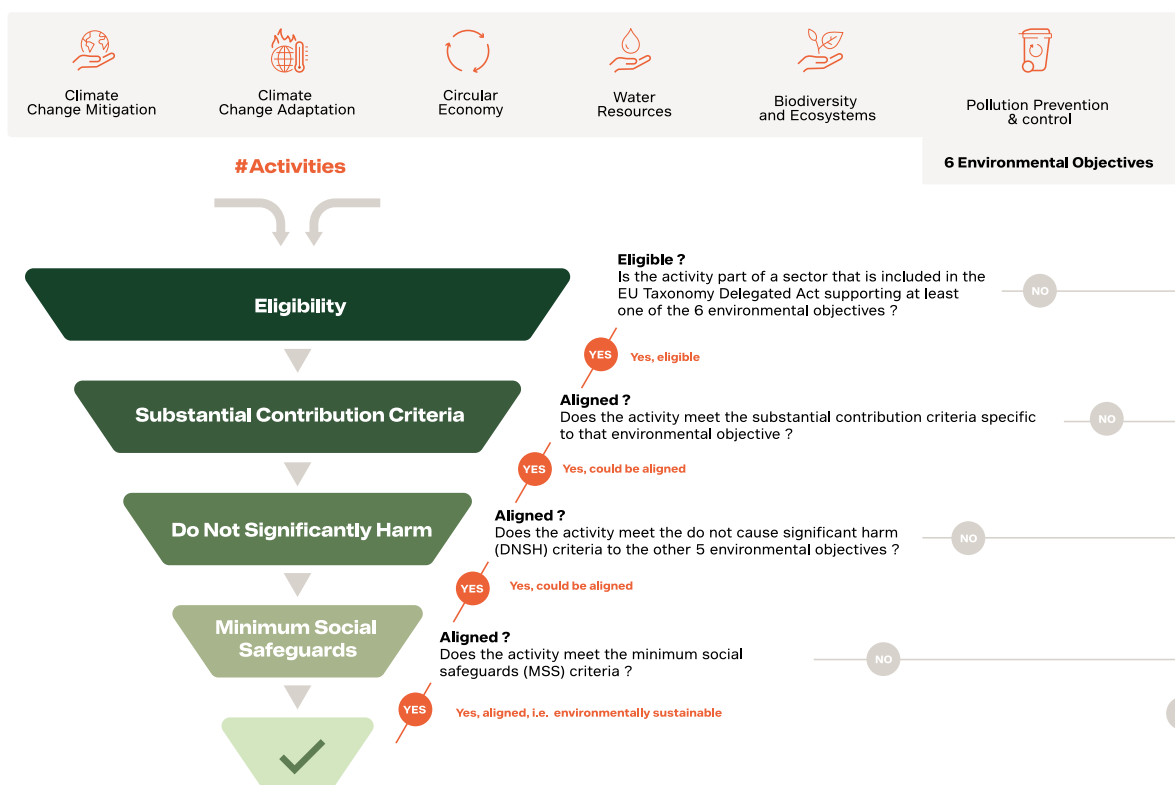 Climate
Change Mitigation
Climate
Change Adaptation
Circular
Economy
Water
Resources
Biodiversity
and Ecosystems
Pollution Prevention
& control
6 Environmental Objectives
#Activities
Eligibility
Eligible ?
Is the activity part of a sector that is included in the
EU Taxonomy Delegated Act supporting at least
one of the 6 environmental objectives ?
NO
YES
Yes, eligible
Substantial Contribution Criteria
Aligned ?
Does the activity meet the substantial contribution criteria specific
to that environmental objective ?
NO
YES
Yes, could be aligned
Do Not Significantly Harm
Aligned ?
Does the activity meet the do not cause significant harm
(DNSH) criteria to the other 5 environmental objectives ?
NO
YES
Yes, could be aligned
Minimum Social
Safeguards
Aligned ?
Does the activity meet the minimum social
safeguards (MSS) criteria ?
NO
YES
Yes, aligned, i.e. environmentally sustainable